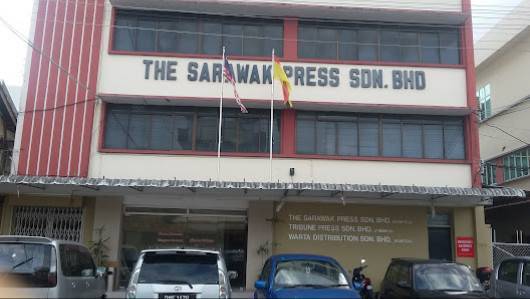 THE SARAWAK PRESS SDN. BHD
THE SARAWAK PRESS SDN. BHD.
TRIBUNE PRESS SDN. BHD.
WARTA DISTRIBUTION SDN. BHD.